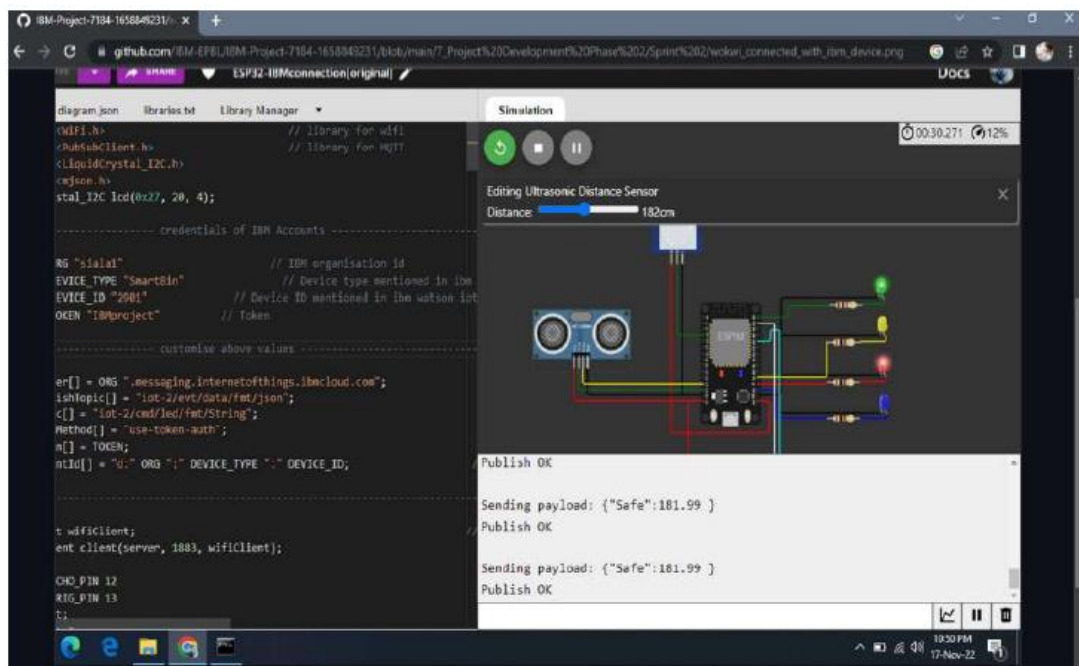 IBM-Project-7184-1658849231/
github.com/IBM-EPBL/IBM-Project-7184-1658849231/blob/main/7_Project%20Development%20Phase%202/Sprint%202/wokwi_connected_with_ibm_device.png
SHARE
ESP32-IBMconnection(original)
Docs
diagram.json
libraries.txt
Library Manager
Simulation
<WiFi.h> // library for wifi
<PubSubClient.h> // library for MQTT
<LiquidCrystal_I2C.h>
<mjson.h>
stal_I2C lcd(0x27, 20, 4);
credentials of IBM Accounts
RG "siala1" // IBM organisation id
EVICE_TYPE "SmartBin" // Device type mentioned in ibm
EVICE_ID "2001" // Device ID mentioned in ibm watson iot
OKEN "IBMproject" // Token
customise above values
er[] = ORG ".messaging.internetofthings.ibmcloud.com";
ishTopic[] = "iot-2/evt/data/fmt/json";
c[] = "iot-2/cmd/led/fmt/String";
Method[] = "use-token-auth";
n[] = TOKEN;
ntId[] = "d:" ORG ":" DEVICE_TYPE ":" DEVICE_ID;
t wifiClient; //
ent client(server, 1883, wifiClient);
CHO_PIN 12
RIG_PIN 13
t;
00:30.271
12%
Editing Ultrasonic Distance Sensor
Distance: 182cm
ESP32
Publish OK
Sending payload: {"Safe":181.99 }
Publish OK
Sending payload: {"Safe":181.99 }
Publish OK
10:50 PM
17-Nov-22